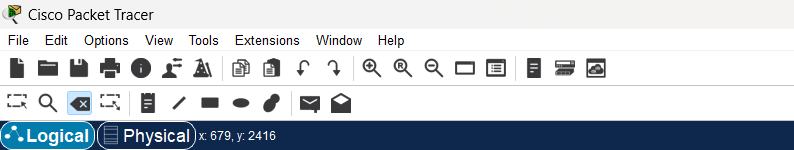 Cisco Packet Tracer
File Edit Options View Tools Extensions Window Help
Logical Physical x: 679, y: 2416